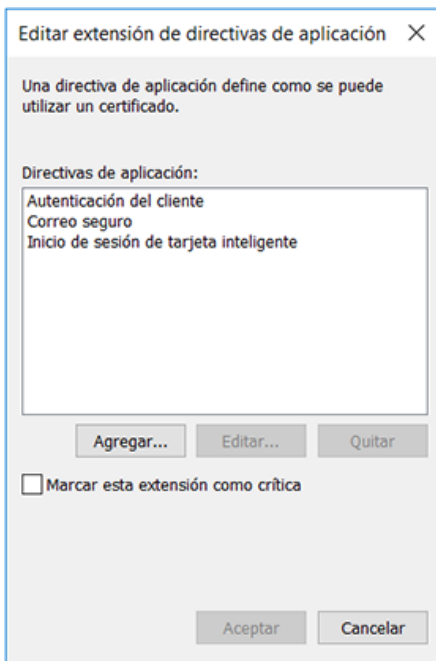 Editar extensión de directivas de aplicación
Una directiva de aplicación define como se puede
utilizar un certificado.
Directivas de aplicación:
Autenticación del cliente
Correo seguro
Inicio de sesión de tarjeta inteligente
Agregar... Editar... Quitar
Marcar esta extensión como crítica
Aceptar Cancelar